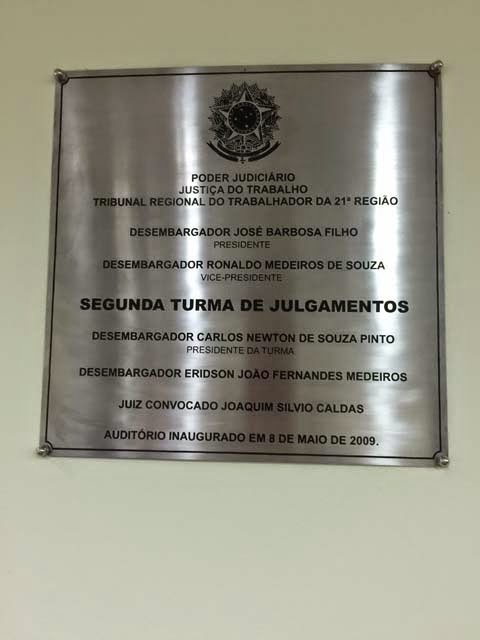 PODER JUDICIÁRIO
JUSTIÇA DO TRABALHO
TRIBUNAL REGIONAL DO TRABALHADOR DA 21ª REGIÃO
DESEMBARGADOR JOSÉ BARBOSA FILHO
PRESIDENTE
DESEMBARGADOR RONALDO MEDEIROS DE SOUZA
VICE-PRESIDENTE
SEGUNDA TURMA DE JULGAMENTOS
DESEMBARGADOR CARLOS NEWTON DE SOUZA PINTO
PRESIDENTE DA TURMA
DESEMBARGADOR ERIDSON JOÃO FERNANDES MEDEIROS
JUIZ CONVOCADO JOAQUIM SILVIO CALDAS
AUDITÓRIO INAUGURADO EM 8 DE MAIO DE 2009.